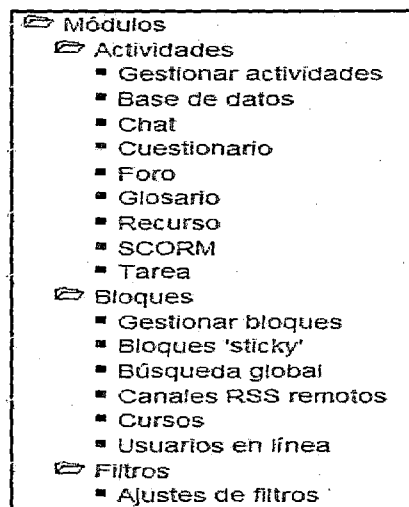 Módulos
Actividades
Gestionar actividades
Base de datos
Chat
Cuestionario
Foro
Glosario
Recurso
SCORM
Tarea
Bloques
Gestionar bloques
Bloques 'sticky'
Búsqueda global
Canales RSS remotos
Cursos
Usuarios en línea
Filtros
Ajustes de filtros